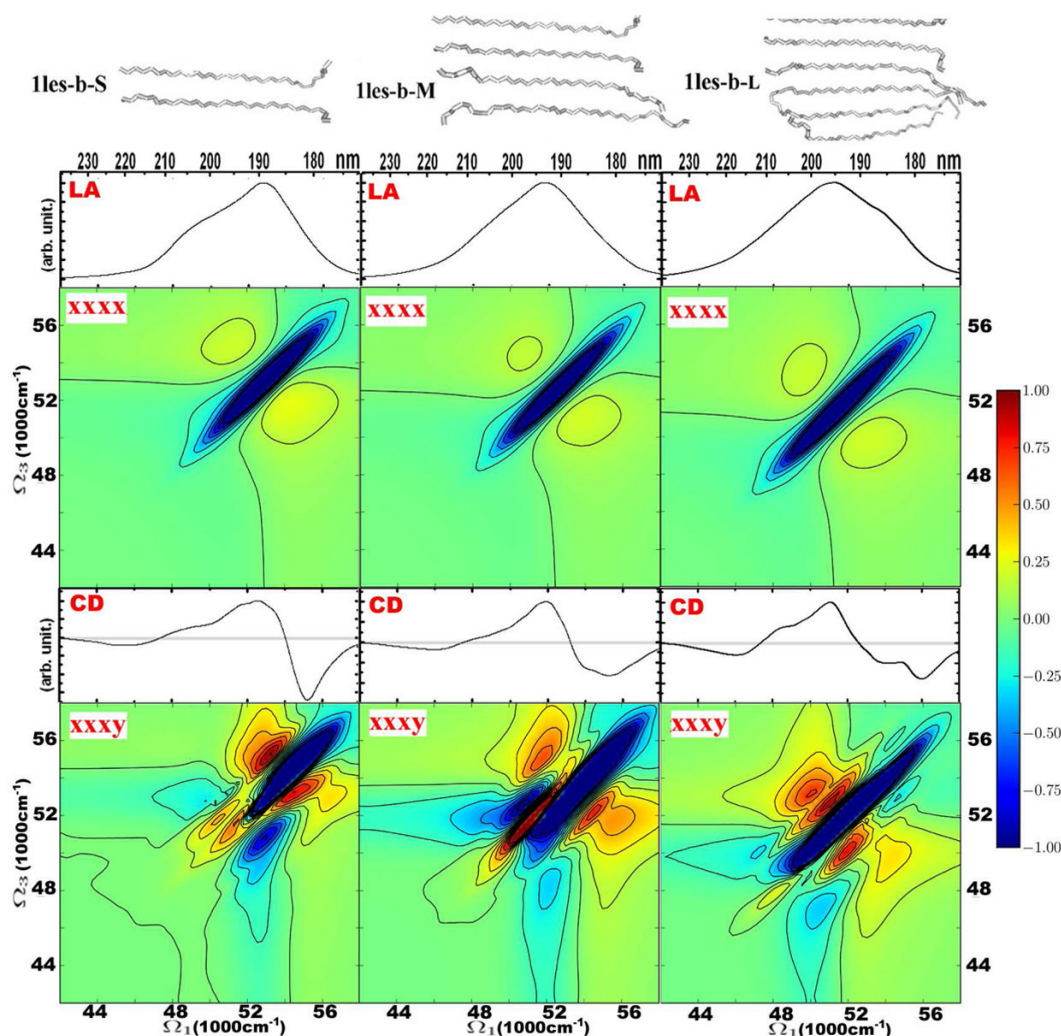 1les-b-S
1les-b-M
1les-b-L
230 220 210 200 190 180 nm
230 220 210 200 190 180 nm
230 220 210 200 190 180 nm
(arb. unit.)
LA
LA
LA
xxxx
xxxx
xxxx
56
52
48
44
Ω₃ (1000cm⁻¹)
56
52
48
44
1.00
0.75
0.50
0.25
0.00
−0.25
−0.50
−0.75
−1.00
(arb. unit.)
CD
CD
CD
xxxy
xxxy
xxxy
56
52
48
44
Ω₃ (1000cm⁻¹)
56
52
48
44
44 48 52 56
44 48 52 56
44 48 52 56
Ω₁(1000cm⁻¹)
Ω₁(1000cm⁻¹)
Ω₁(1000cm⁻¹)